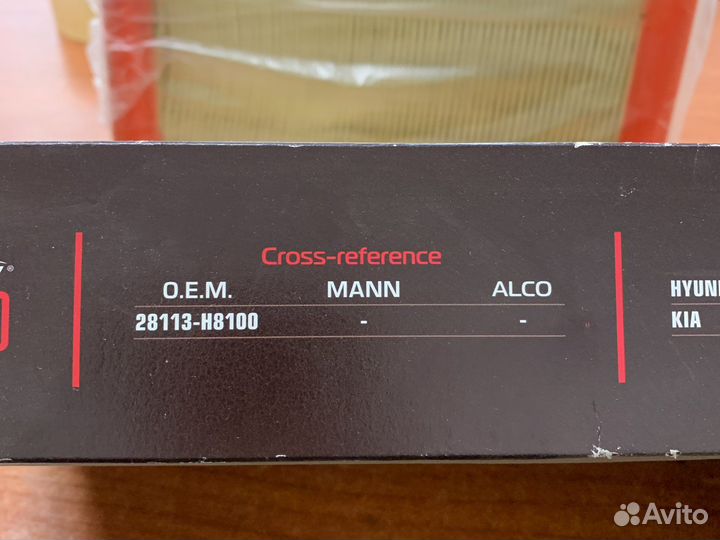 Cross-reference
O.E.M. MANN ALCO
28113-H8100 - -
KIA
Avito